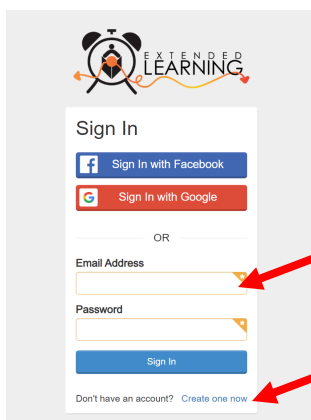 EXTENDED
LEARNING
Sign In
Sign In with Facebook
Sign In with Google
OR
Email Address
Password
Sign In
Don't have an account? Create one now